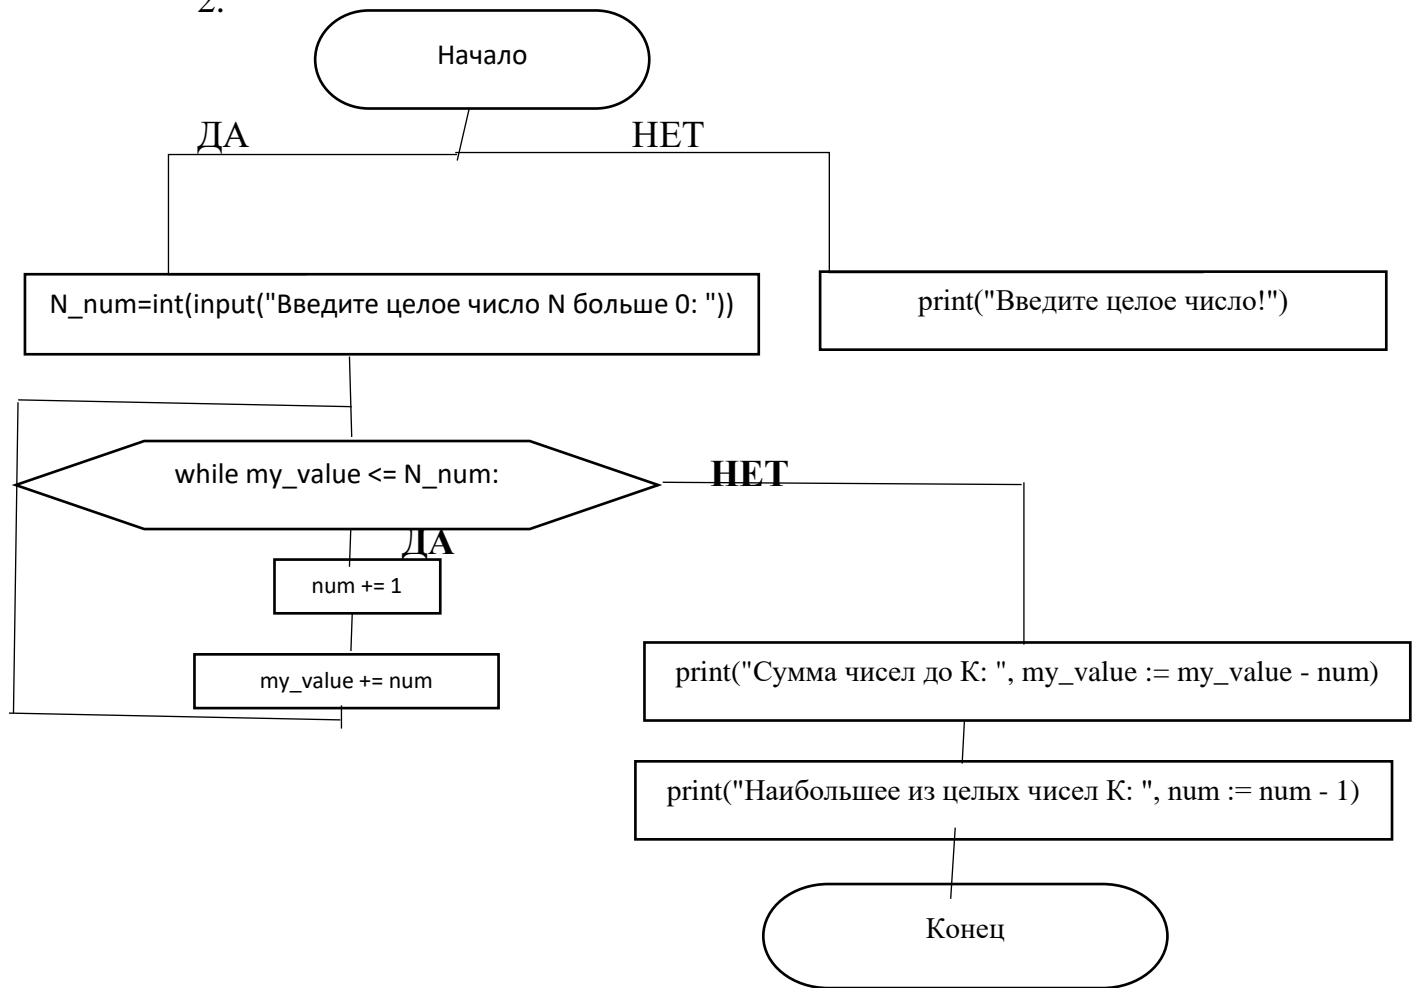 2.
Начало
ДА
НЕТ
N_num=int(input("Введите целое число N больше 0: "))
print("Введите целое число!")
while my_value <= N_num:
НЕТ
ДА
num += 1
my_value += num
print("Сумма чисел до К: ", my_value := my_value - num)
print("Наибольшее из целых чисел К: ", num := num - 1)
Конец